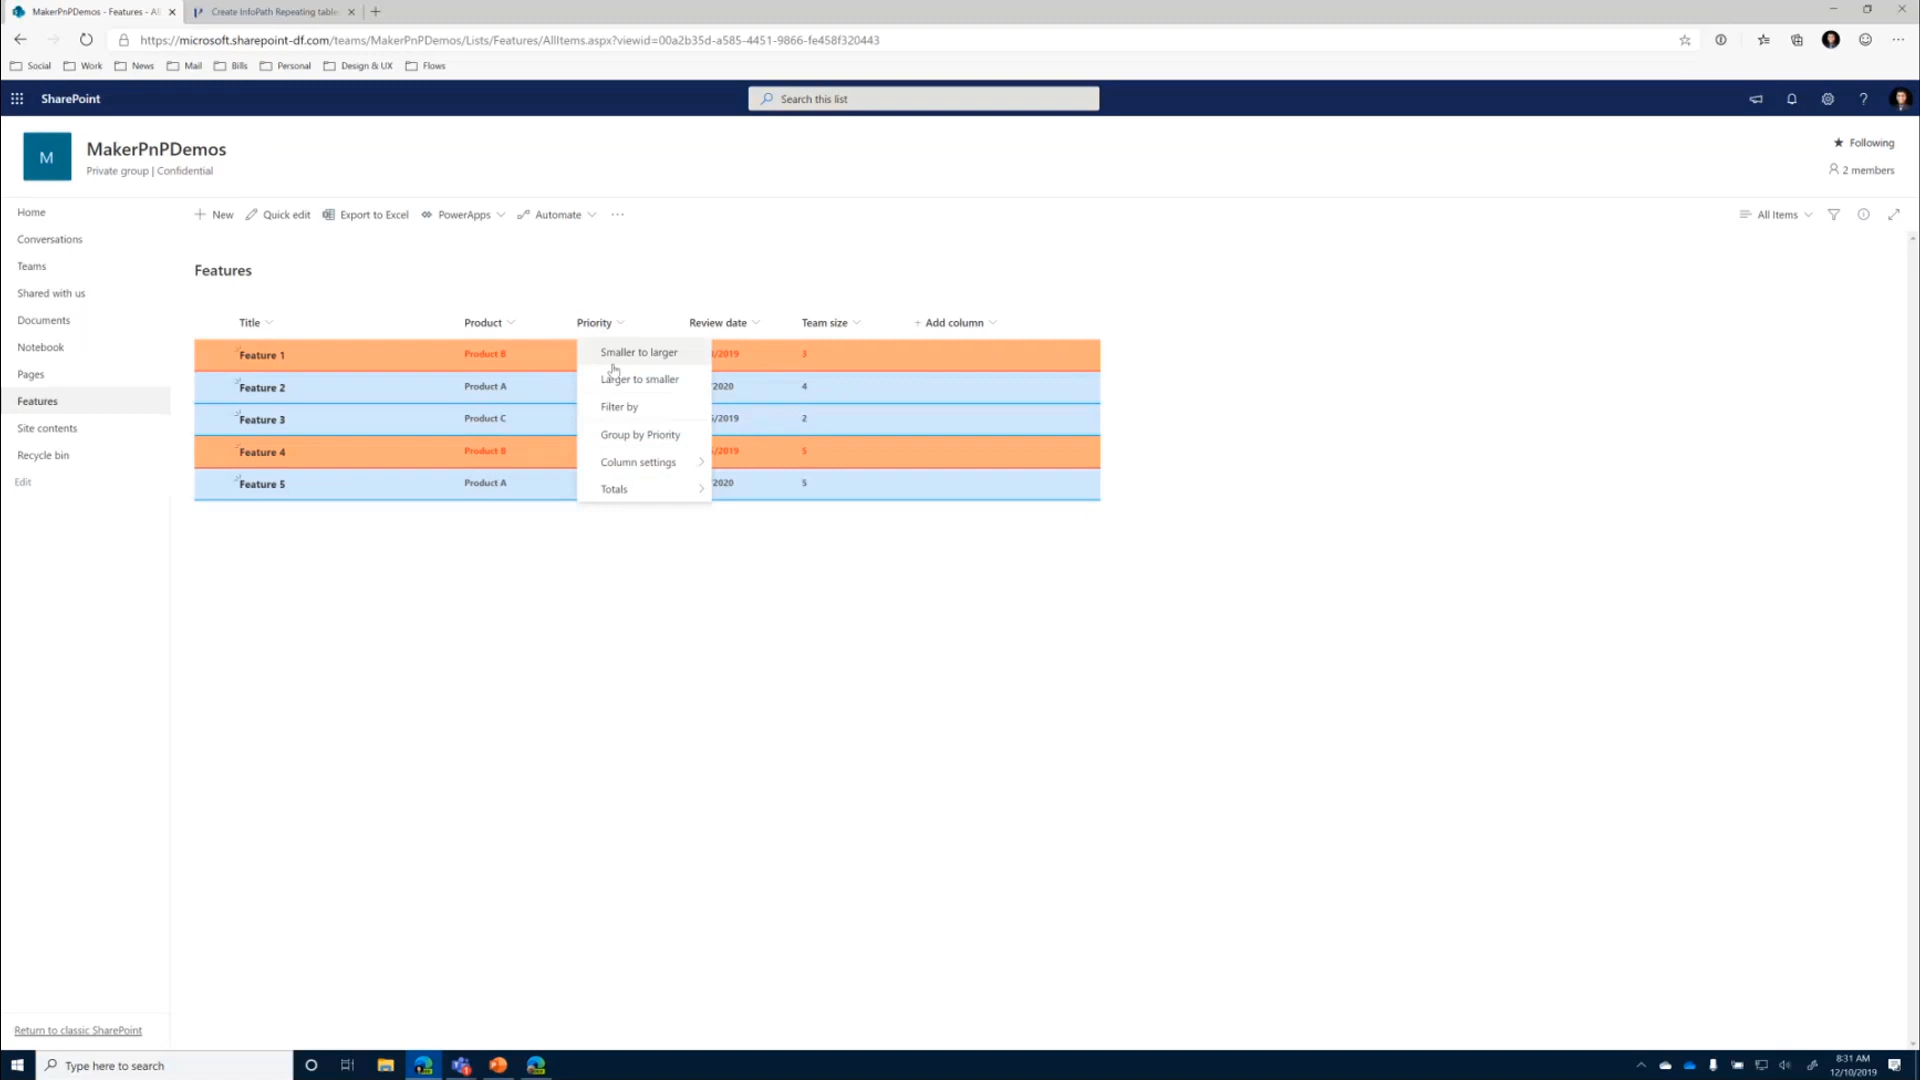 MakerPnPDemos - Features - Al
Create InfoPath Repeating table
https://microsoft.sharepoint-df.com/teams/MakerPnPDemos/Lists/Features/AllItems.aspx?viewid=00a2b35d-a585-4451-9866-fe458f320443
Social Work News Mail Bills Personal Design & UX Flows
SharePoint
Search this list
M
MakerPnPDemos
Private group | Confidential
Following
2 members
Home
Conversations
Teams
Shared with us
Documents
Notebook
Pages
Features
Site contents
Recycle bin
Edit
Return to classic SharePoint
New Quick edit Export to Excel PowerApps Automate
All Items
Features
Title Product Priority Review date Team size + Add column
Feature 1 Product B /2019 3
Feature 2 Product A /2020 4
Feature 3 Product C /2019 2
Feature 4 Product B /2019 5
Feature 5 Product A /2020 5
Smaller to larger
Larger to smaller
Filter by
Group by Priority
Column settings
Totals
Type here to search
8:31 AM
12/10/2019